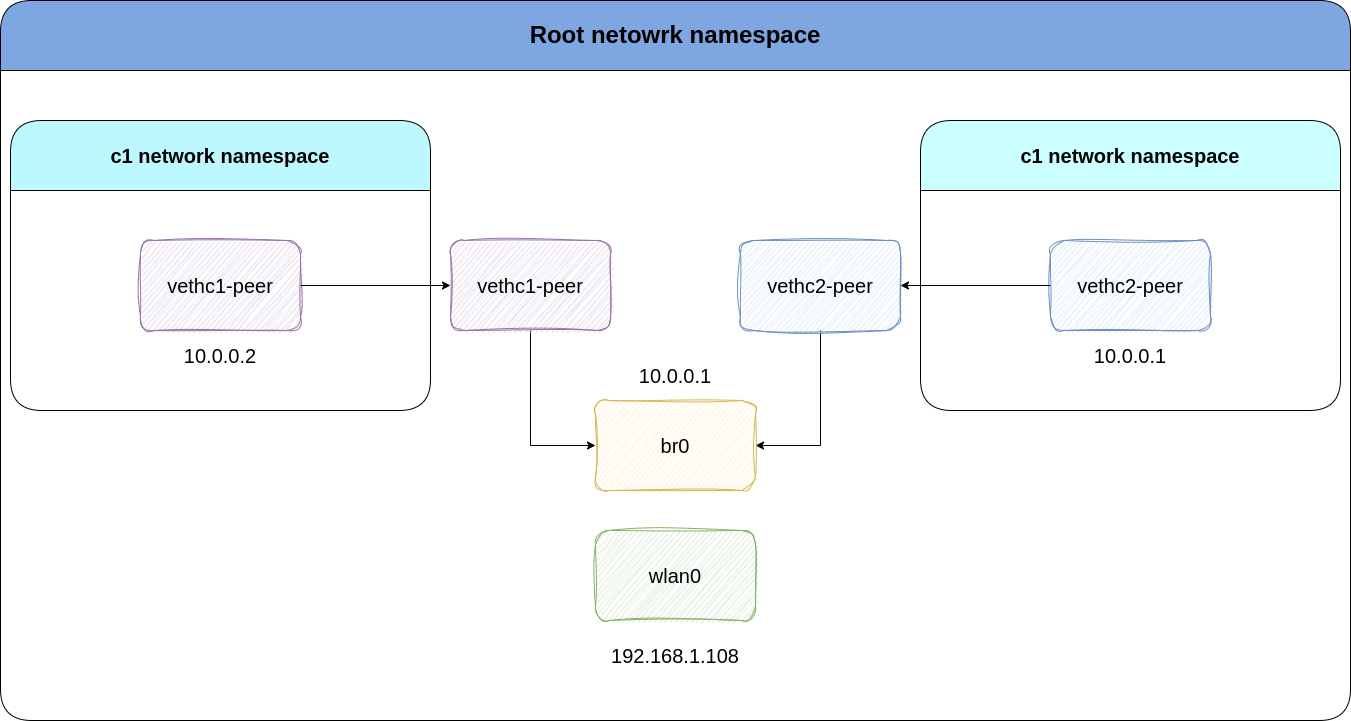 Root netowrk namespace
c1 network namespace
c1 network namespace
vethc1-peer
vethc1-peer
vethc2-peer
vethc2-peer
10.0.0.2
10.0.0.1
10.0.0.1
br0
wlan0
192.168.1.108